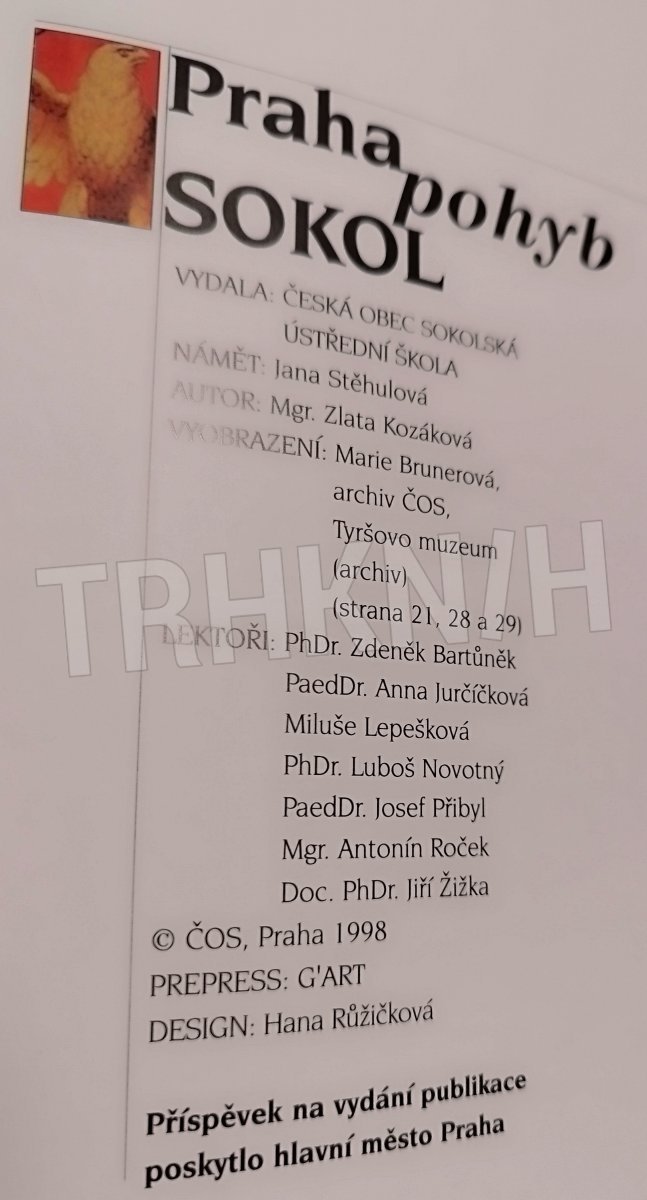 Praha
pohyb
SOKOL
VYDALA: ČESKÁ OBEC SOKOLSKÁ
ÚSTŘEDNÍ ŠKOLA
NÁMĚT: Jana Stěhulová
AUTOR: Mgr. Zlata Kozáková
VYOBRAZENÍ: Marie Brunerová,
archiv ČOS,
Tyršovo muzeum
(archiv)
(strana 21, 28 a 29)
TRHKNIH
LEKTOŘI: PhDr. Zdeněk Bartůněk
PaedDr. Anna Jurčíčková
Miluše Lepešková
PhDr. Luboš Novotný
PaedDr. Josef Přibyl
Mgr. Antonín Roček
Doc. PhDr. Jiří Žižka
© ČOS, Praha 1998
PREPRESS: G'ART
DESIGN: Hana Růžičková
Příspěvek na vydání publikace
poskytlo hlavní město Praha